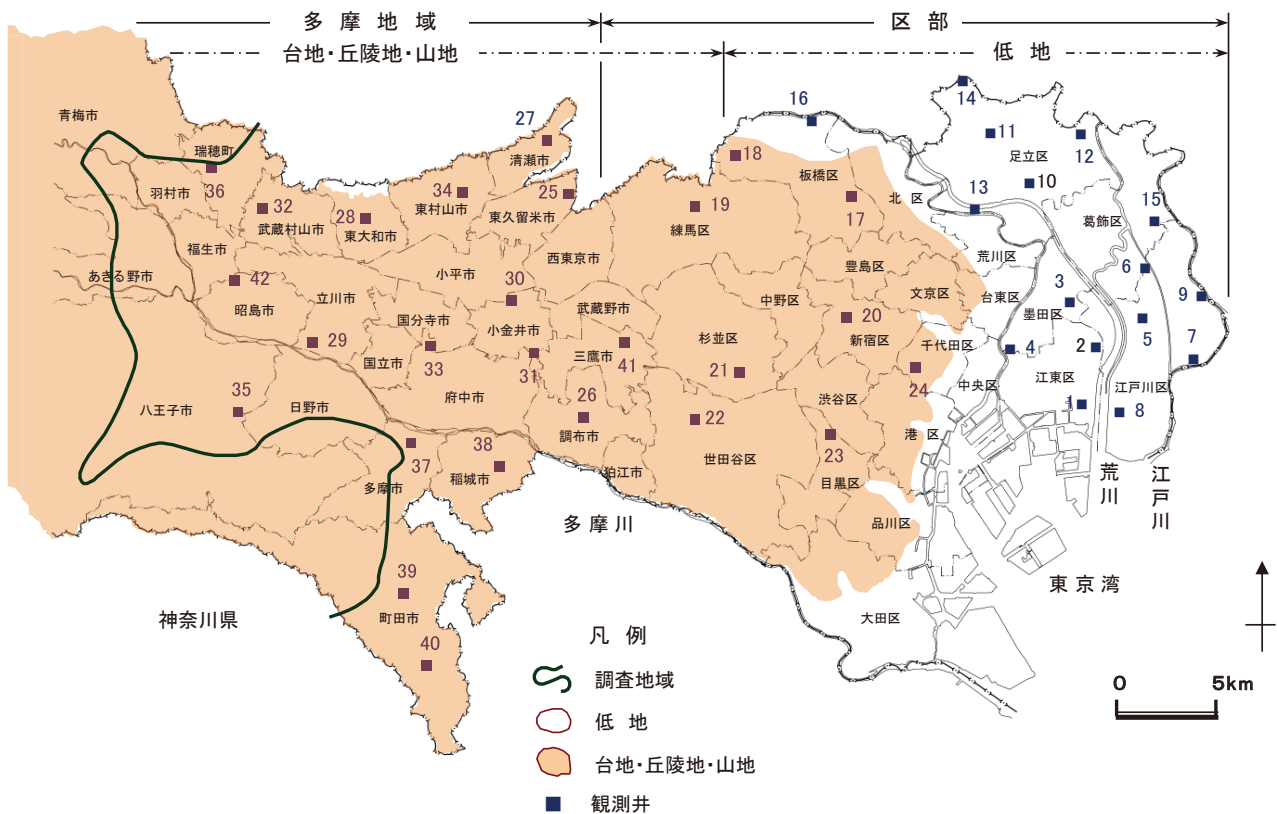 多摩地域
区部
台地・丘陵地・山地
低地
青梅市
瑞穂町
36
羽村市
32
武蔵村山市
28
東大和市
34
東村山市
27
清瀬市
25
東久留米市
西東京市
福生市
あきる野市
42
昭島市
立川市
29
小平市
30
国分寺市
小金井市
国立市
33
31
武蔵野市
三鷹市
41
府中市
26
調布市
狛江市
35
八王子市
日野市
37
多摩市
38
稲城市
39
町田市
40
16
18
板橋区
17
19
練馬区
北区
豊島区
文京区
荒川区
台東区
中野区
20
新宿区
杉並区
21
千代田区
24
22
世田谷区
渋谷区
23
目黒区
港区
中央区
品川区
大田区
14
11
足立区
12
10
13
葛飾区
15
6
3
墨田区
9
5
4
2
7
江東区
江戸川区
1
8
荒川
江戸川
多摩川
東京湾
神奈川県
凡例
調査地域
低地
台地・丘陵地・山地
観測井
0
5km